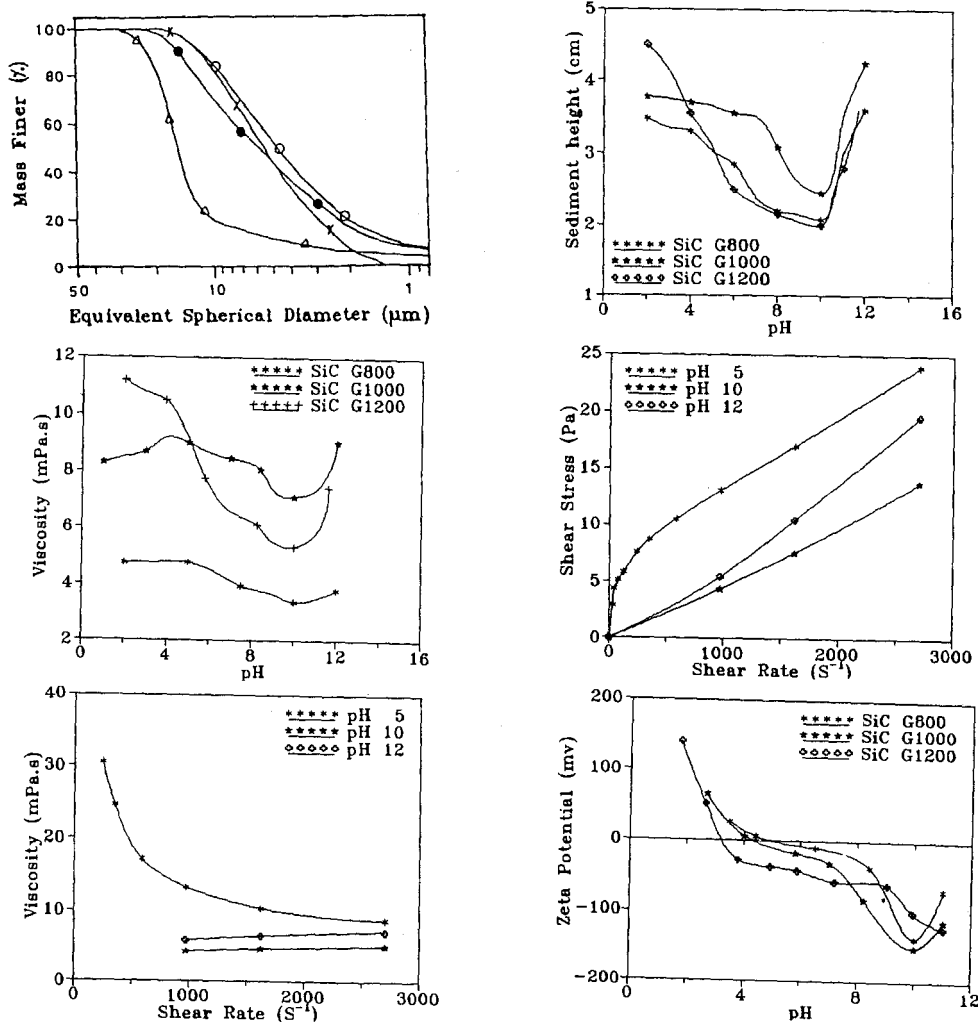 Mass Finer (%)
100
80
60
40
20
0
50
10
1
Equivalent Spherical Diameter (μm)
Sediment height (cm)
5
4
3
2
1
SiC G800
SiC G1000
SiC G1200
0
4
8
12
16
pH
Viscosity (mPa.s)
12
10
8
6
4
2
SiC G800
SiC G1000
SiC G1200
0
4
8
12
16
pH
Shear Stress (Pa)
25
20
15
10
5
0
pH 5
pH 10
pH 12
0
1000
2000
3000
Shear Rate (S⁻¹)
Viscosity (mPa.s)
40
30
20
10
0
pH 5
pH 10
pH 12
0
1000
2000
3000
Shear Rate (S⁻¹)
Zeta Potential (mv)
200
100
0
-100
-200
SiC G800
SiC G1000
SiC G1200
0
4
8
12
pH